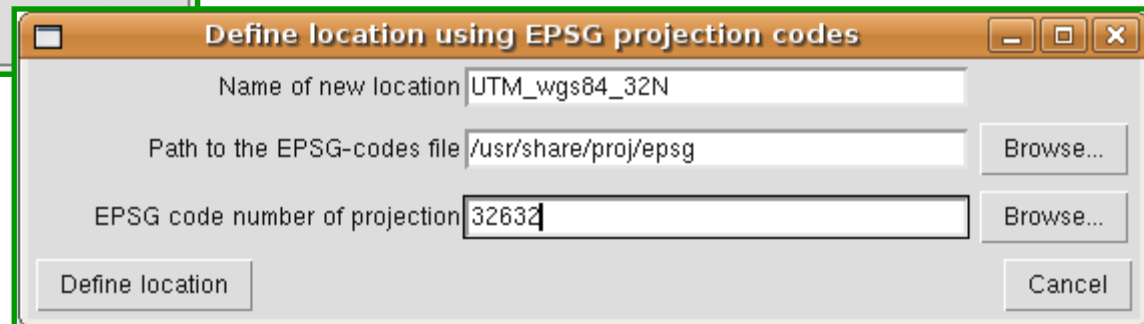 Define location using EPSG projection codes
Name of new location UTM_wgs84_32N
Path to the EPSG-codes file /usr/share/proj/epsg Browse...
EPSG code number of projection 32632 Browse...
Define location Cancel